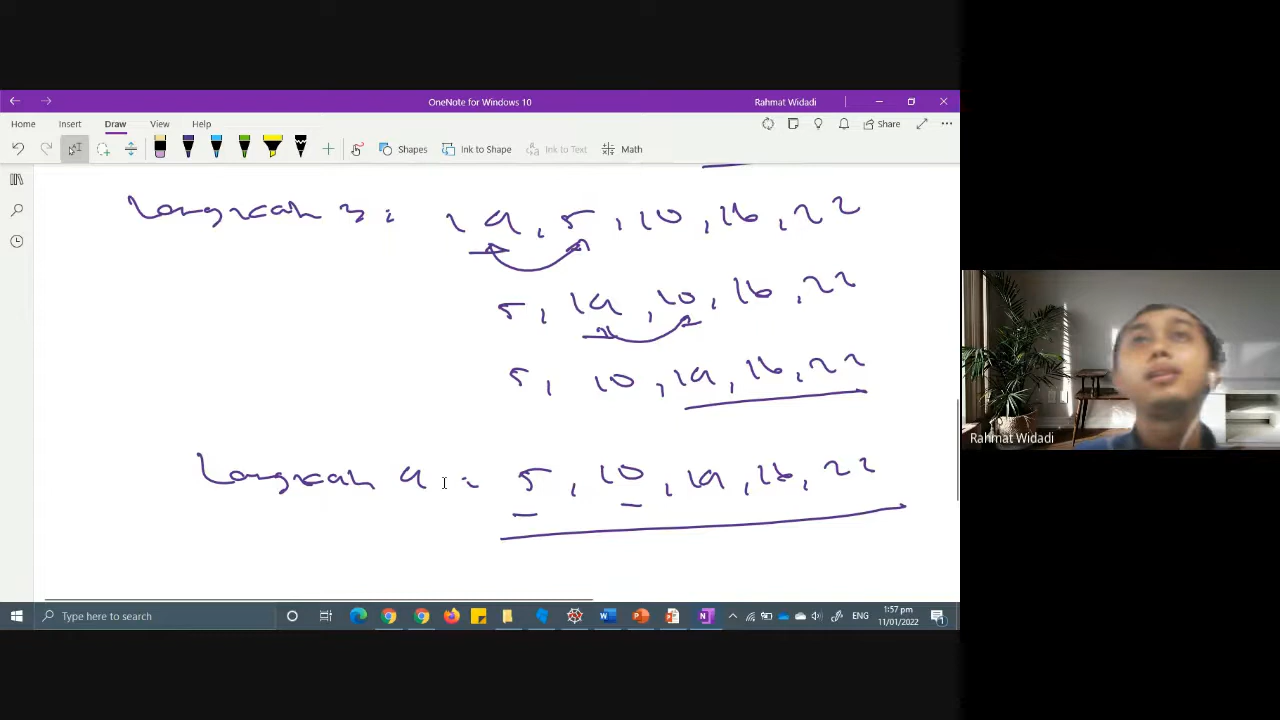 OneNote for Windows 10
Rahmat Widadi
Home Insert Draw View Help
Share
Shapes Ink to Shape Ink to Text Math
Langkah 3 : 14, 5, 10, 16, 22
5, 14, 10, 16, 22
5, 10, 14, 16, 22
Rahmat Widadi
Langkah 4 : 5, 10, 14, 16, 22
Type here to search
ENG
1:57 pm
11/01/2022